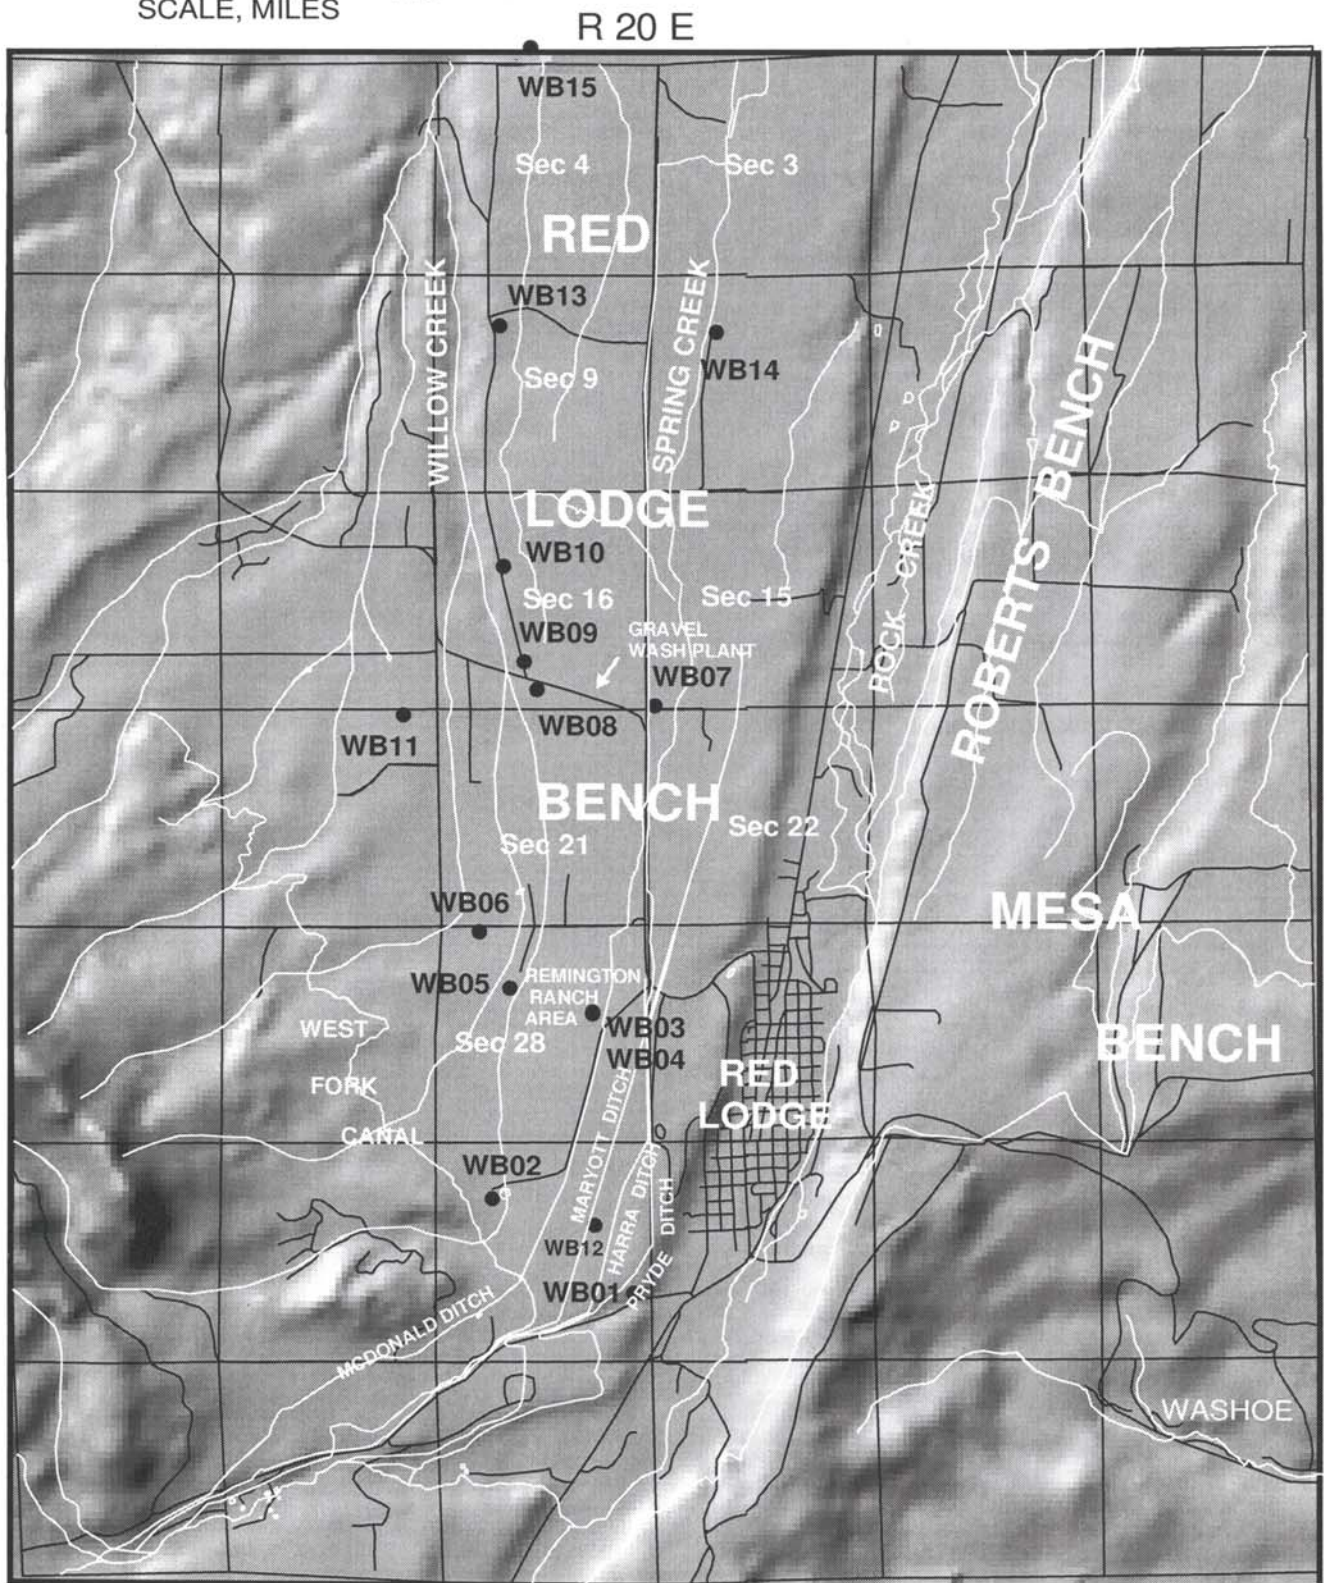 SCALE, MILES
R 20 E
WB15
Sec 4
Sec 3
RED
WILLOW CREEK
WB13
SPRING CREEK
WB14
Sec 9
ROBERTS BENCH
LODGE
ROCK CREEK
WB10
Sec 16
Sec 15
WB09
GRAVEL
WASH PLANT
WB07
WB08
WB11
BENCH
Sec 22
Sec 21
WB06
MESA
WB05
REMINGTON
RANCH
AREA
WEST
WB03
Sec 28
BENCH
WB04
RED
FORK
LODGE
CANAL
MARYOTT DITCH
HARRA DITCH
WB02
PRYDE DITCH
WB12
WB01
MCDONALD DITCH
WASHOE